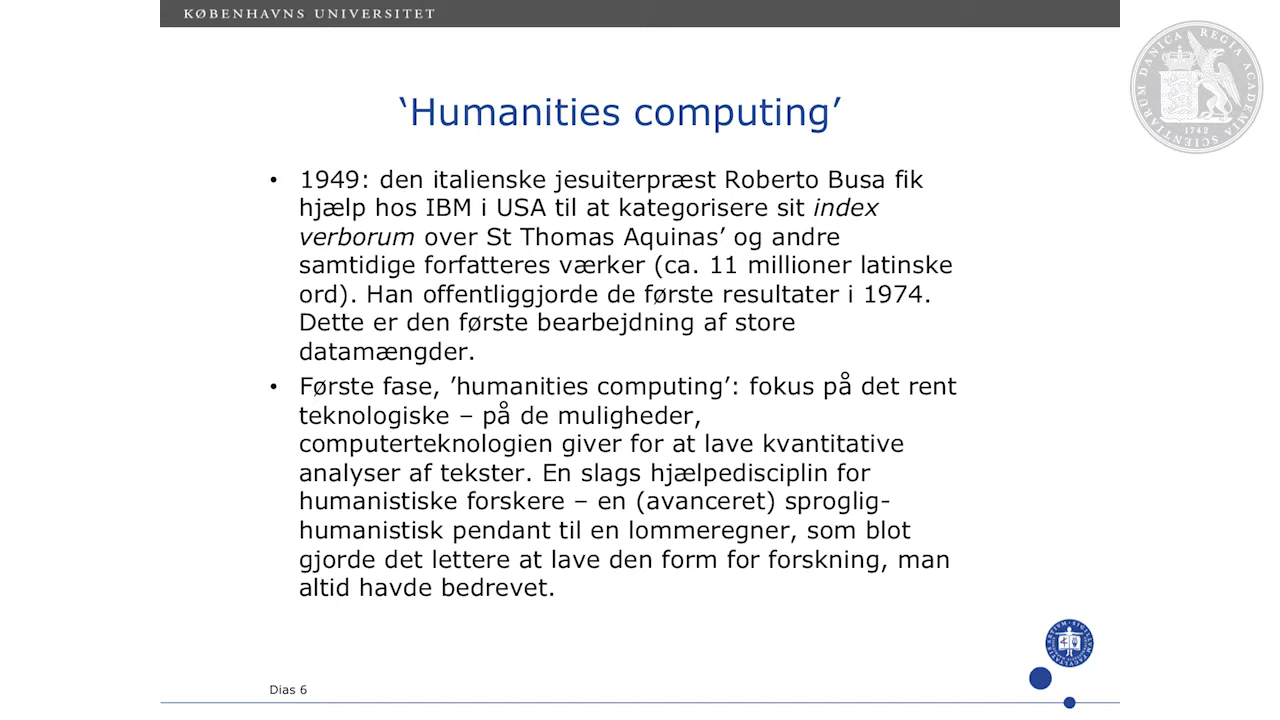 KØBENHAVNS UNIVERSITET
‘Humanities computing’
• 1949: den italienske jesuiterpræst Roberto Busa fik
hjælp hos IBM i USA til at kategorisere sit index
verborum over St Thomas Aquinas’ og andre
samtidige forfatteres værker (ca. 11 millioner latinske
ord). Han offentliggjorde de første resultater i 1974.
Dette er den første bearbejdning af store
datamængder.
• Første fase, ’humanities computing’: fokus på det rent
teknologiske – på de muligheder,
computerteknologien giver for at lave kvantitative
analyser af tekster. En slags hjælpedisciplin for
humanistiske forskere – en (avanceret) sproglig-
humanistisk pendant til en lommeregner, som blot
gjorde det lettere at lave den form for forskning, man
altid havde bedrevet.
Dias 6
REGIA ACADEMIA SCIENTIARUM DANICA
1742